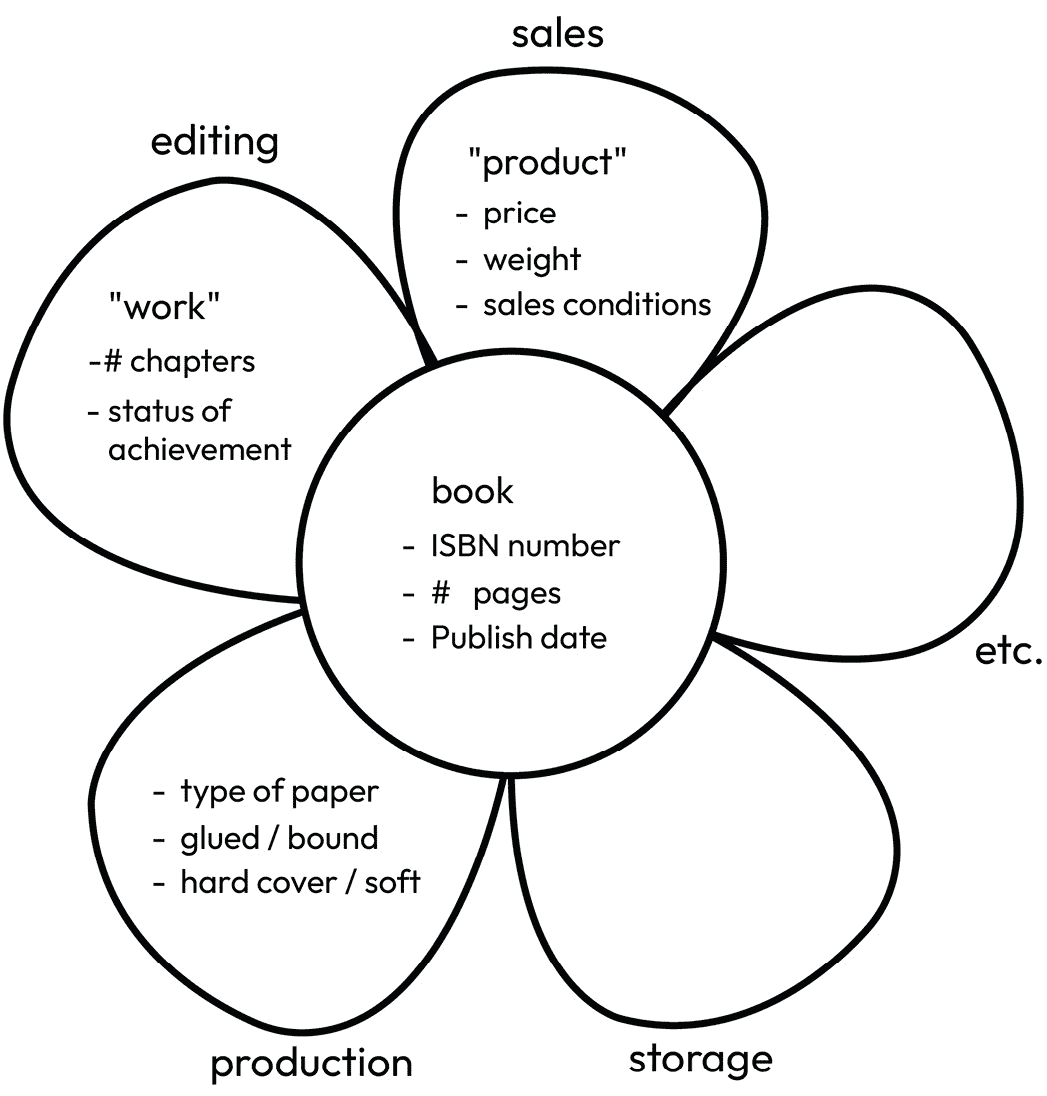 sales
"product"
- price
- weight
- sales conditions
editing
"work"
-# chapters
- status of
achievement
book
- ISBN number
- # pages
- Publish date
etc.
- type of paper
- glued / bound
- hard cover / soft
production
storage